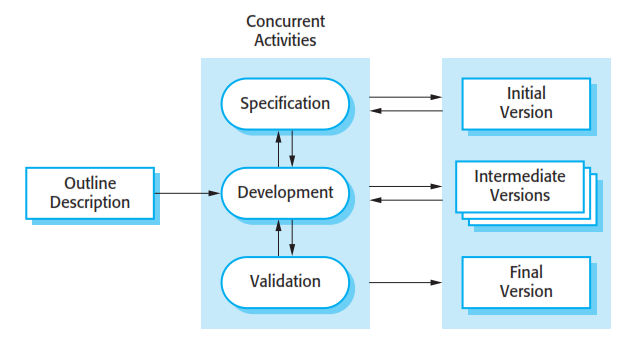 Concurrent
Activities
Specification
Initial
Version
Outline
Description
Development
Intermediate
Versions
Validation
Final
Version